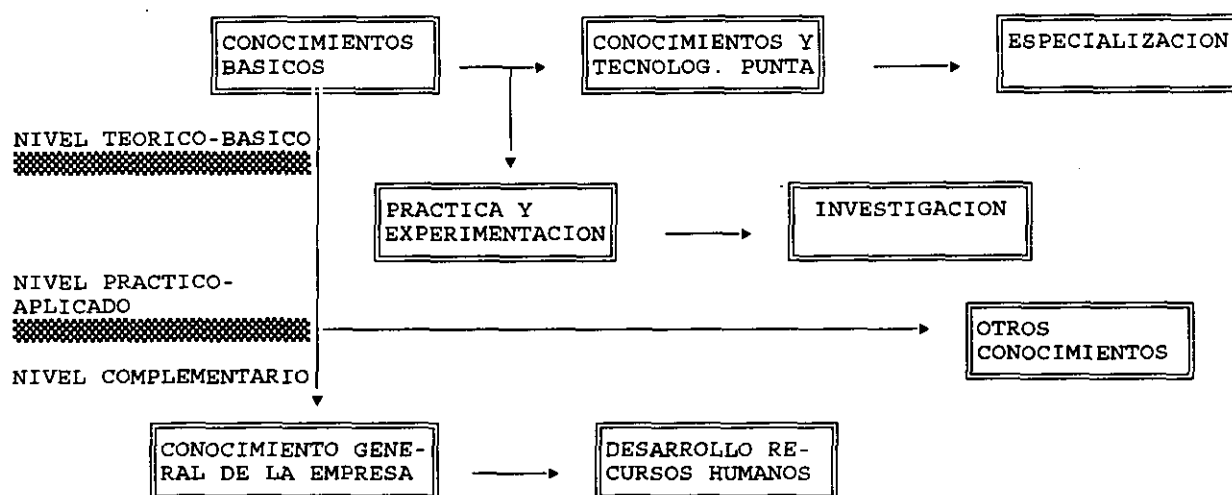 CONOCIMIENTOS
BASICOS
CONOCIMIENTOS Y
TECNOLOG. PUNTA
ESPECIALIZACION
NIVEL TEORICO-BASICO
PRACTICA Y
EXPERIMENTACION
INVESTIGACION
NIVEL PRACTICO-
APLICADO
OTROS
CONOCIMIENTOS
NIVEL COMPLEMENTARIO
CONOCIMIENTO GENE-
RAL DE LA EMPRESA
DESARROLLO RE-
CURSOS HUMANOS